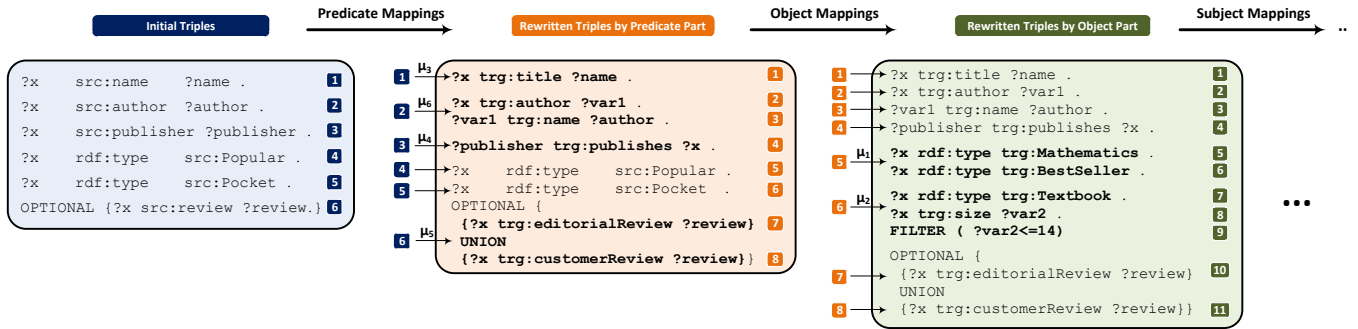 Predicate Mappings
Object Mappings
Subject Mappings
Initial Triples
Rewritten Triples by Predicate Part
Rewritten Triples by Object Part
..
?x src:name ?name . 1
?x src:author ?author . 2
?x src:publisher ?publisher . 3
?x rdf:type src:Popular . 4
?x rdf:type src:Pocket . 5
OPTIONAL {?x src:review ?review.} 6
1 μ3 ?x trg:title ?name . 1
2 μ6 ?x trg:author ?var1 . 2
?var1 trg:name ?author . 3
3 μ4 ?publisher trg:publishes ?x . 4
4 ?x rdf:type src:Popular . 5
5 ?x rdf:type src:Pocket . 6
OPTIONAL {
{?x trg:editorialReview ?review} 7
6 μ5 UNION
{?x trg:customerReview ?review}} 8
1 ?x trg:title ?name . 1
2 ?x trg:author ?var1 . 2
3 ?var1 trg:name ?author . 3
4 ?publisher trg:publishes ?x . 4
5 μ1 ?x rdf:type trg:Mathematics . 5
?x rdf:type trg:BestSeller . 6
6 μ2 ?x rdf:type trg:Textbook . 7
?x trg:size ?var2 . 8
FILTER ( ?var2<=14) 9
OPTIONAL {
7 {?x trg:editorialReview ?review} 10
UNION
8 {?x trg:customerReview ?review}} 11
...